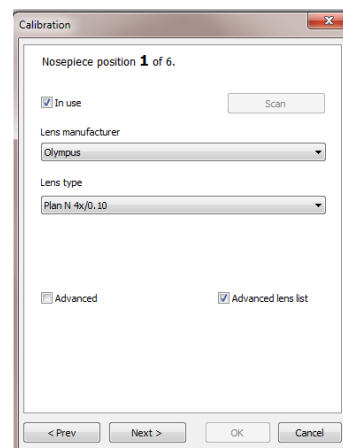 Calibration
Nosepiece position 1 of 6.
In use
Scan
Lens manufacturer
Olympus
Lens type
Plan N 4x/0.10
Advanced
Advanced lens list
< Prev
Next >
OK
Cancel